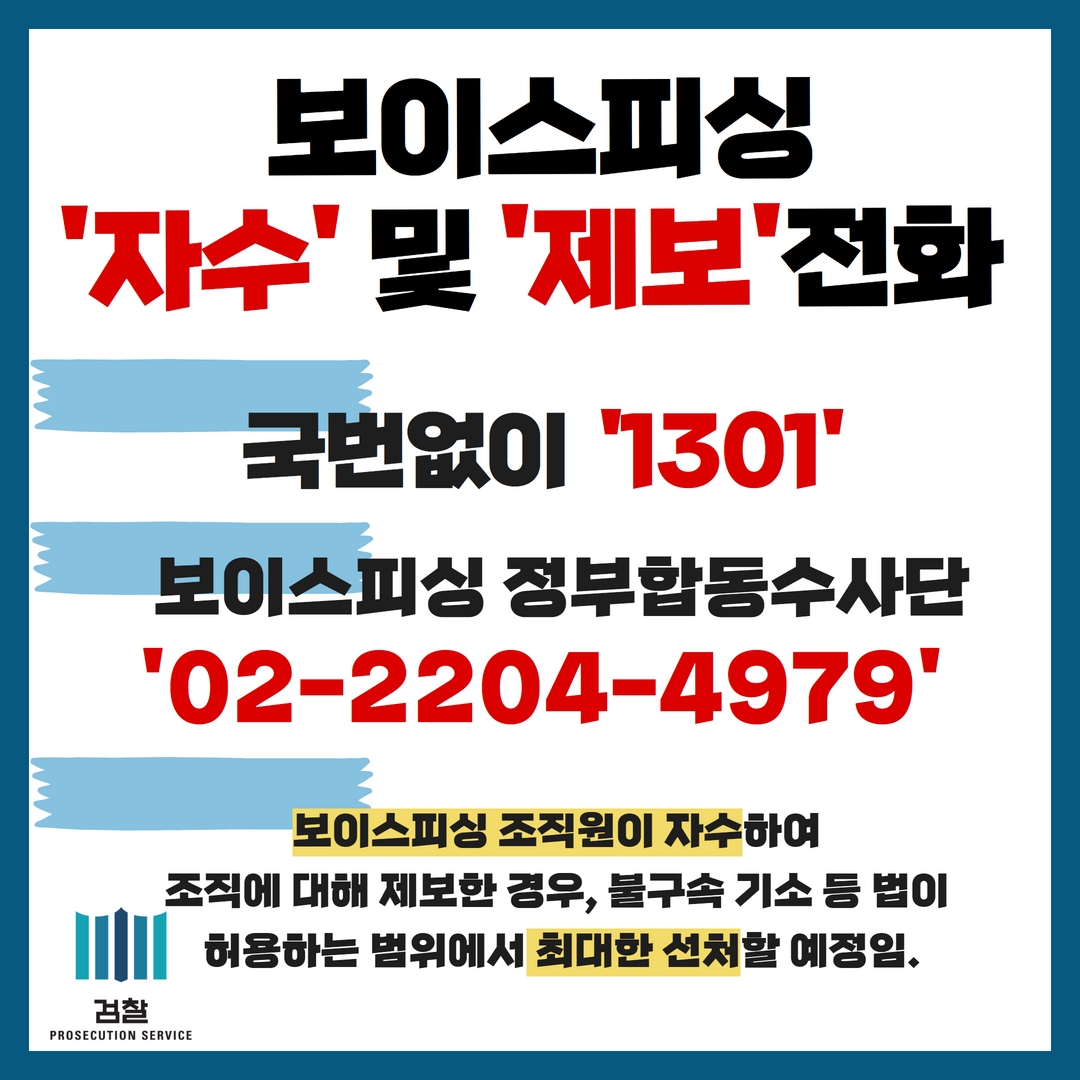 보이스피싱
'자수' 및 '제보'전화
국번없이 '1301'
보이스피싱 정부합동수사단
'02-2204-4979'
보이스피싱 조직원이 자수하여
조직에 대해 제보한 경우, 불구속 기소 등 법이
허용하는 범위에서 최대한 선처할 예정임.
검찰
PROSECUTION SERVICE